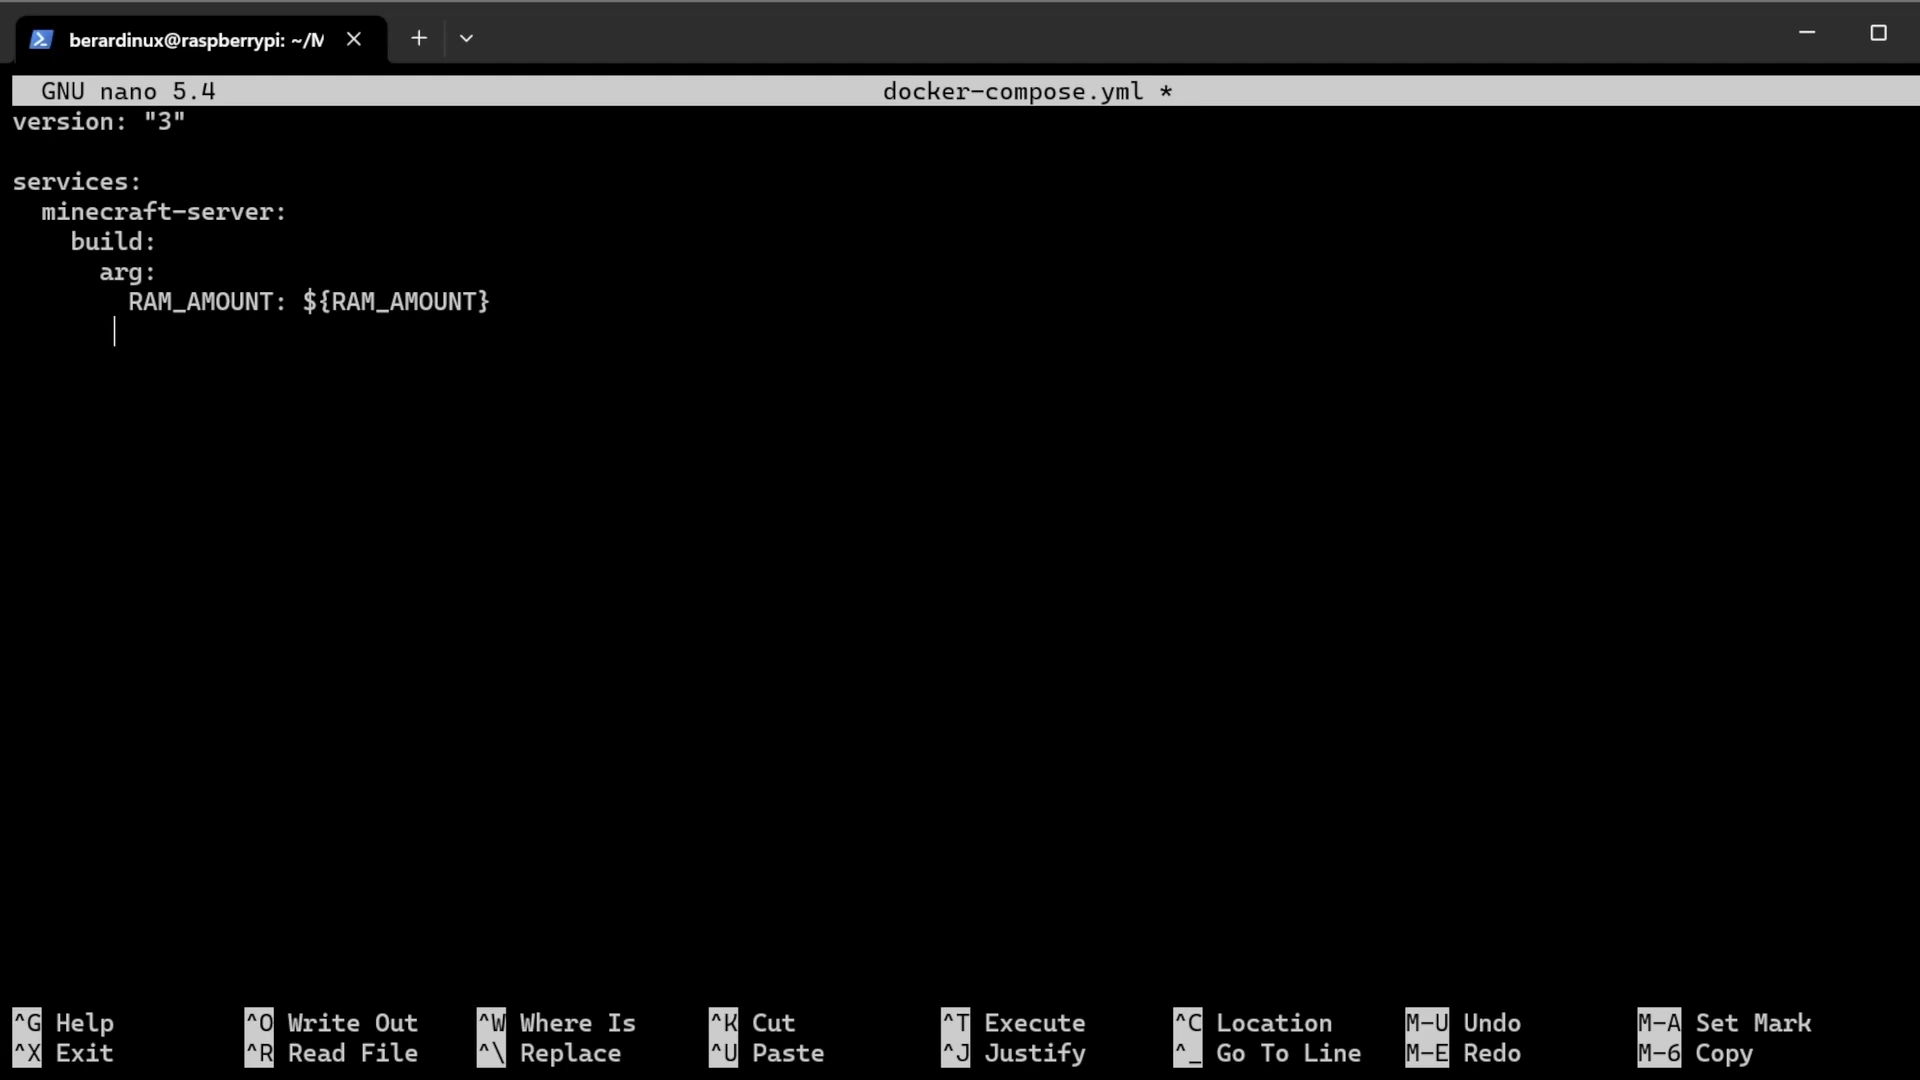 berardinux@raspberrypi: ~/M
GNU nano 5.4 docker-compose.yml *
version: "3"
services:
  minecraft-server:
    build:
      arg:
        RAM_AMOUNT: ${RAM_AMOUNT}
^G Help ^O Write Out ^W Where Is ^K Cut ^T Execute ^C Location M-U Undo M-A Set Mark
^X Exit ^R Read File ^\ Replace ^U Paste ^J Justify ^_ Go To Line M-E Redo M-6 Copy